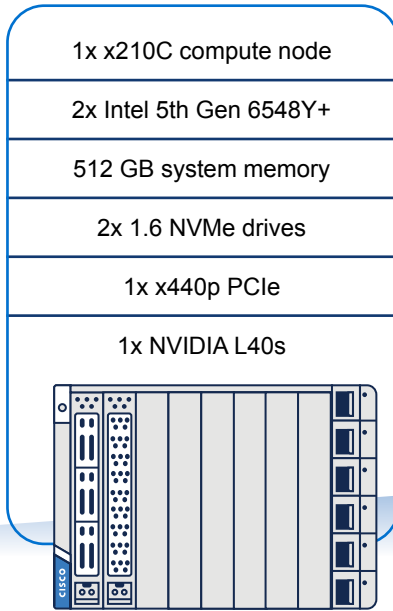 1x x210C compute node
2x Intel 5th Gen 6548Y+
512 GB system memory
2x 1.6 NVMe drives
1x x440p PCIe
1x NVIDIA L40s
CISCO